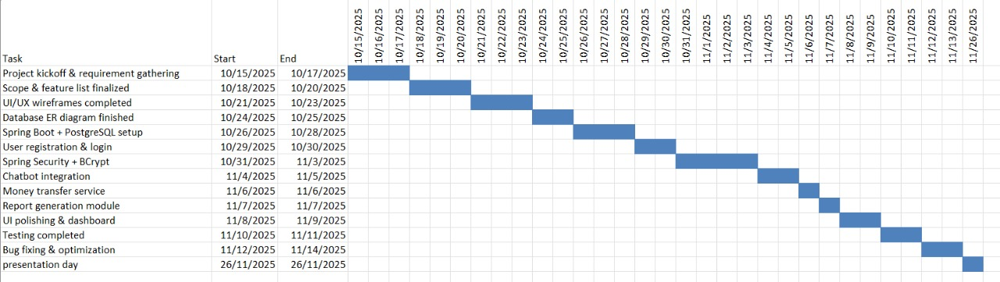 10/15/2025 10/16/2025 10/17/2025 10/18/2025 10/19/2025 10/20/2025 10/21/2025 10/22/2025 10/23/2025 10/24/2025 10/25/2025 10/26/2025 10/27/2025 10/28/2025 10/29/2025 10/30/2025 10/31/2025 11/1/2025 11/2/2025 11/3/2025 11/4/2025 11/5/2025 11/6/2025 11/7/2025 11/8/2025 11/9/2025 11/10/2025 11/11/2025 11/12/2025 11/13/2025 11/26/2025
Task Start End
Project kickoff & requirement gathering 10/15/2025 10/17/2025
Scope & feature list finalized 10/18/2025 10/20/2025
UI/UX wireframes completed 10/21/2025 10/23/2025
Database ER diagram finished 10/24/2025 10/25/2025
Spring Boot + PostgreSQL setup 10/26/2025 10/28/2025
User registration & login 10/29/2025 10/30/2025
Spring Security + BCrypt 10/31/2025 11/3/2025
Chatbot integration 11/4/2025 11/5/2025
Money transfer service 11/6/2025 11/6/2025
Report generation module 11/7/2025 11/7/2025
UI polishing & dashboard 11/8/2025 11/9/2025
Testing completed 11/10/2025 11/11/2025
Bug fixing & optimization 11/12/2025 11/14/2025
presentation day 26/11/2025 26/11/2025